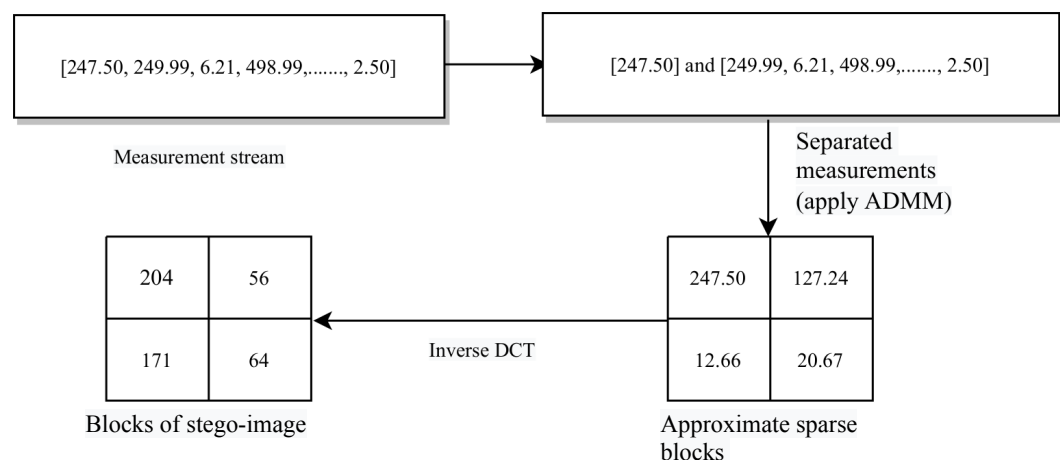 [247.50, 249.99, 6.21, 498.99,......., 2.50]
[247.50] and [249.99, 6.21, 498.99,......., 2.50]
Measurement stream
Separated
measurements
(apply ADMM)
204 56
171 64
Blocks of stego-image
Inverse DCT
247.50 127.24
12.66 20.67
Approximate sparse
blocks